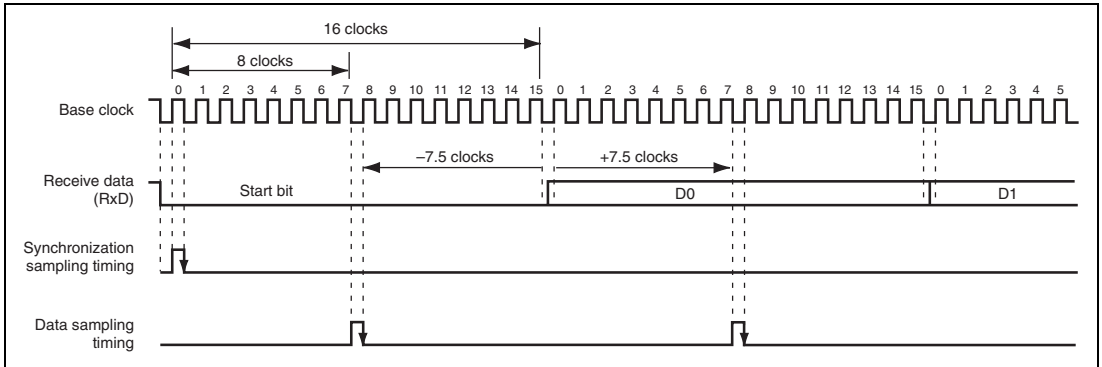 16 clocks
8 clocks
0 1 2 3 4 5 6 7 8 9 10 11 12 13 14 15 0 1 2 3 4 5 6 7 8 9 10 11 12 13 14 15 0 1 2 3 4 5
Base clock
–7.5 clocks +7.5 clocks
Receive data
(RxD)
Start bit D0 D1
Synchronization
sampling timing
Data sampling
timing